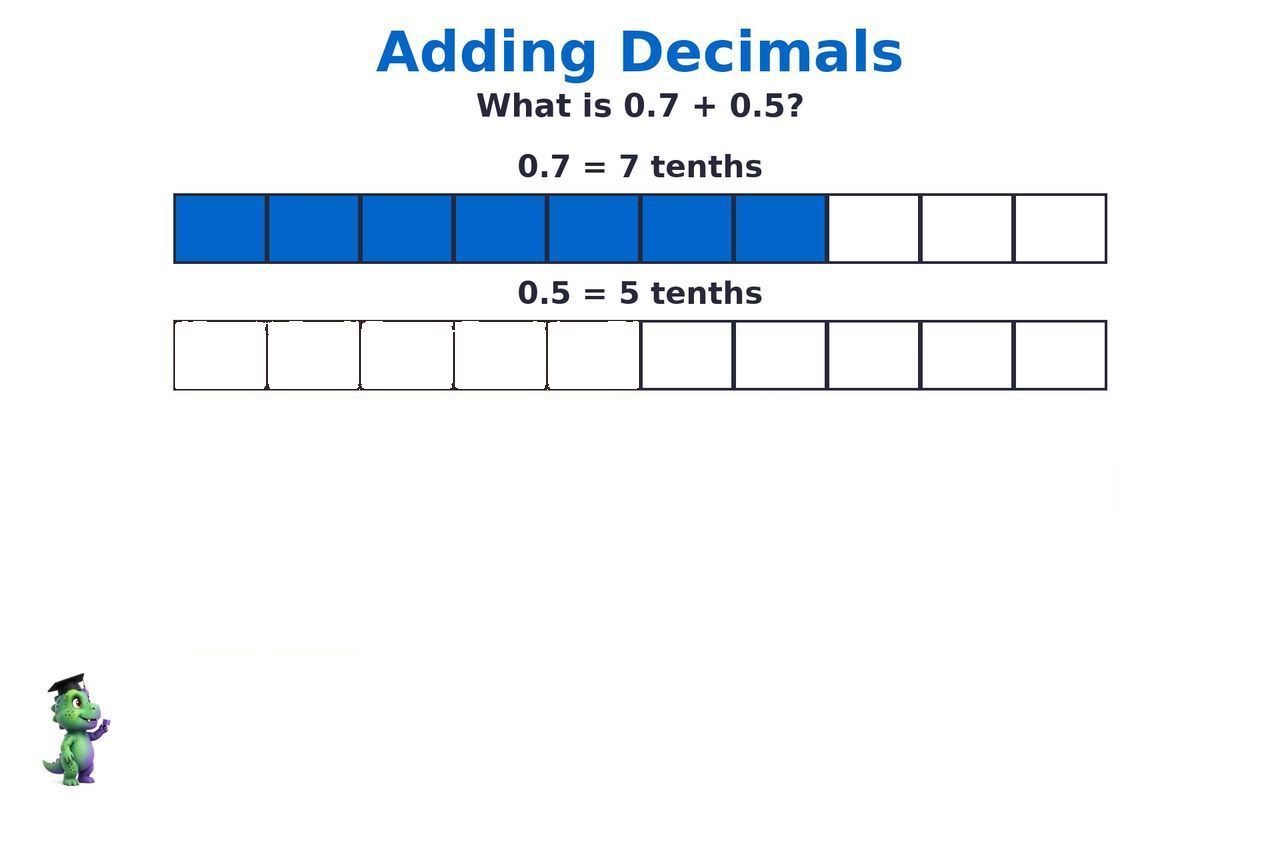 Adding Decimals
What is 0.7 + 0.5?
0.7 = 7 tenths
0.5 = 5 tenths